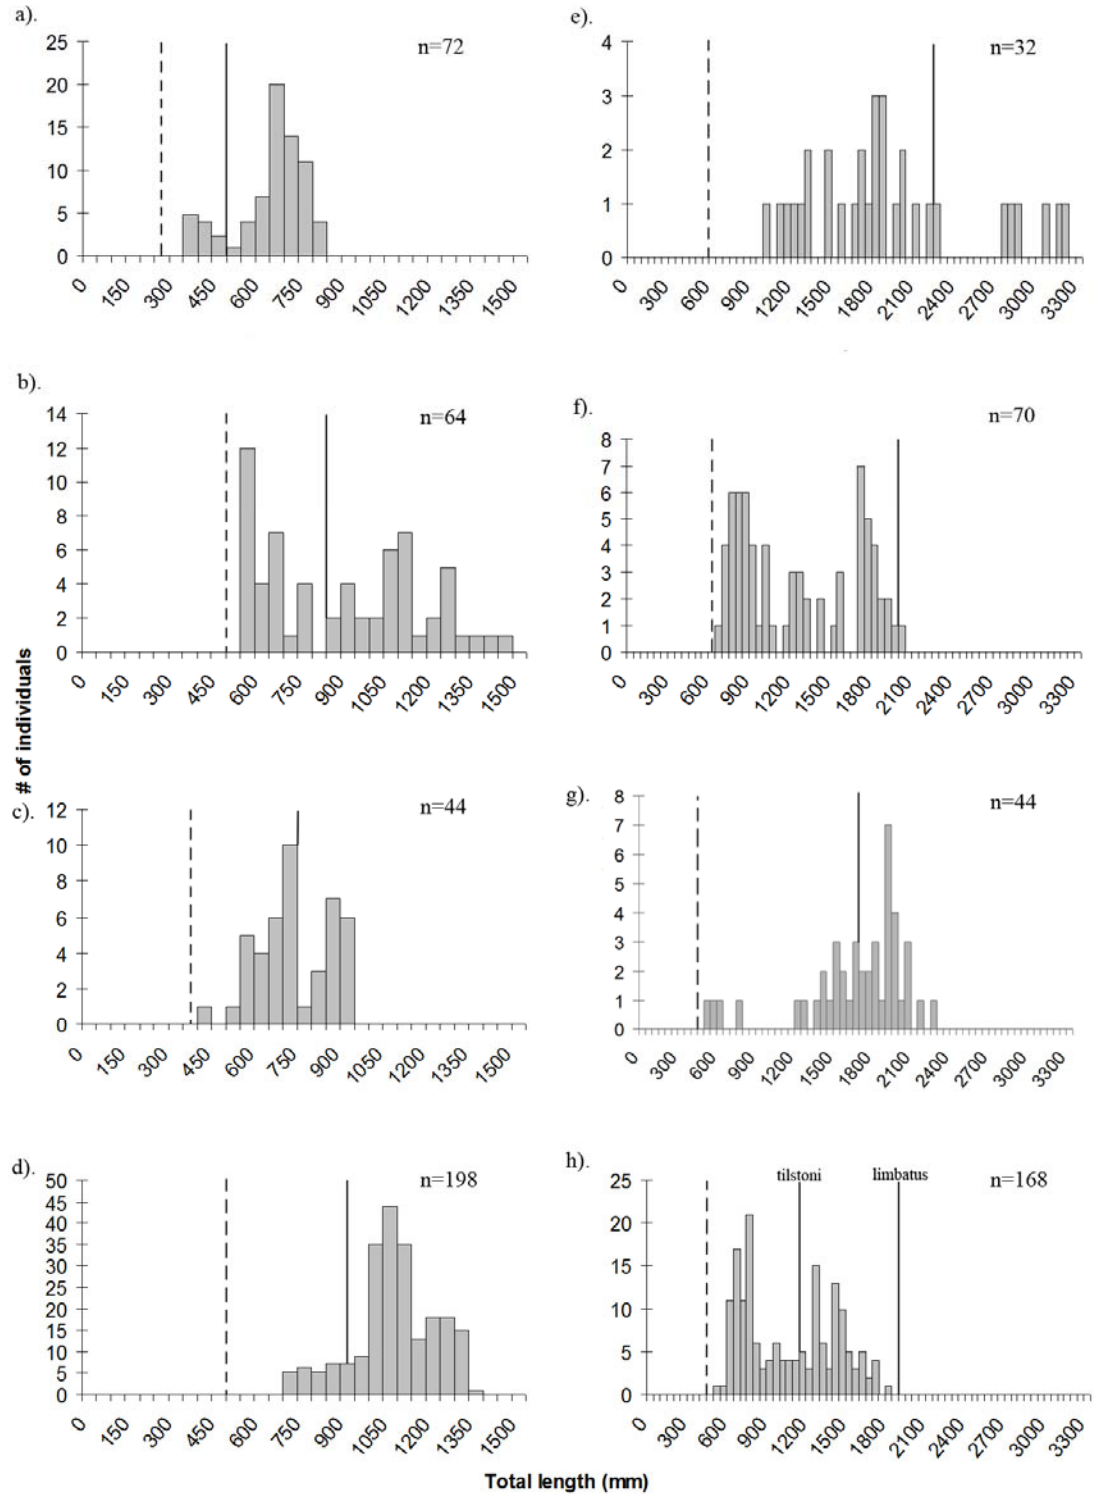 a).
n=72
25
20
15
10
5
0
0 150 300 450 600 750 900 1050 1200 1350 1500
e).
n=32
4
3
2
1
0
0 300 600 900 1200 1500 1800 2100 2400 2700 3000 3300
b).
n=64
14
12
10
8
6
4
2
0
0 150 300 450 600 750 900 1050 1200 1350 1500
f).
n=70
8
7
6
5
4
3
2
1
0
0 300 600 900 1200 1500 1800 2100 2400 2700 3000 3300
# of individuals
c).
n=44
12
10
8
6
4
2
0
0 150 300 450 600 750 900 1050 1200 1350 1500
g).
n=44
8
7
6
5
4
3
2
1
0
0 300 600 900 1200 1500 1800 2100 2400 2700 3000 3300
d).
n=198
50
45
40
35
30
25
20
15
10
5
0
0 150 300 450 600 750 900 1050 1200 1350 1500
h).
tilstoni limbatus n=168
25
20
15
10
5
0
0 300 600 900 1200 1500 1800 2100 2400 2700 3000 3300
Total length (mm)